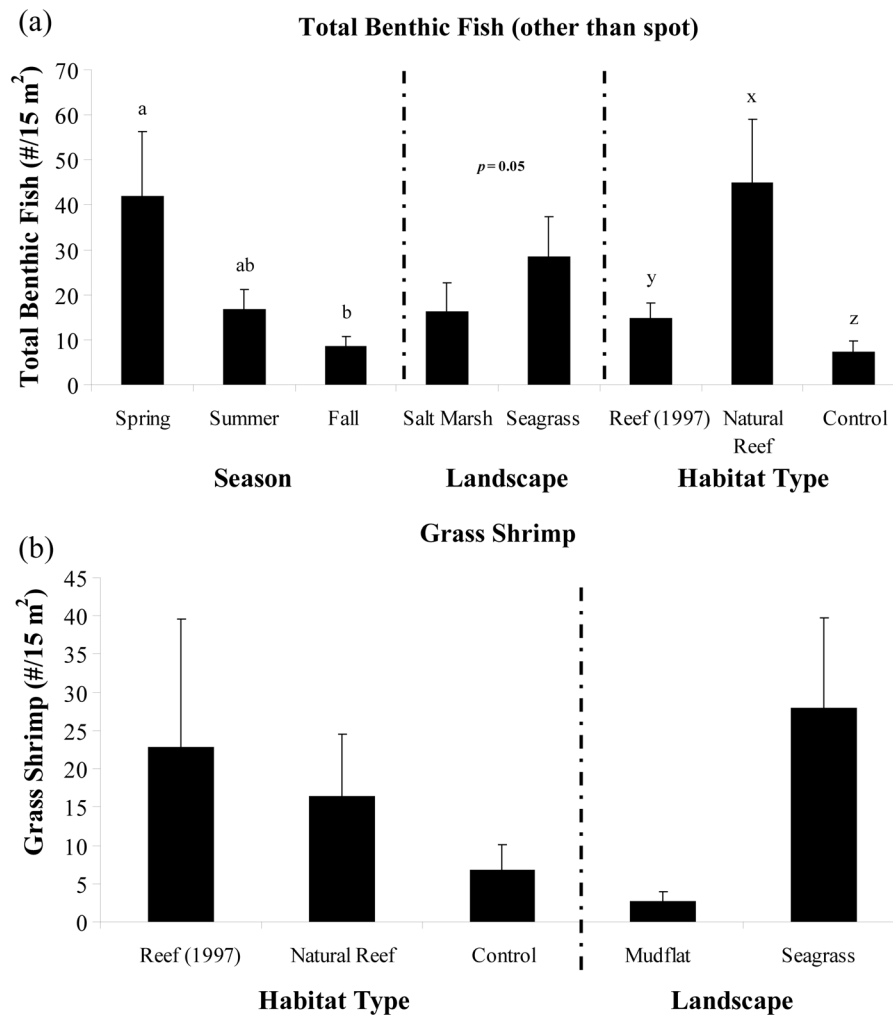 (a)
Total Benthic Fish (other than spot)
Total Benthic Fish (#/15 m²)
70
60
50
40
30
20
10
0
a
ab
b
p = 0.05
y
x
z
Spring Summer Fall Salt Marsh Seagrass Reef (1997) Natural Reef Control
Season Landscape Habitat Type
(b)
Grass Shrimp
Grass Shrimp (#/15 m²)
45
40
35
30
25
20
15
10
5
0
Reef (1997) Natural Reef Control Mudflat Seagrass
Habitat Type Landscape